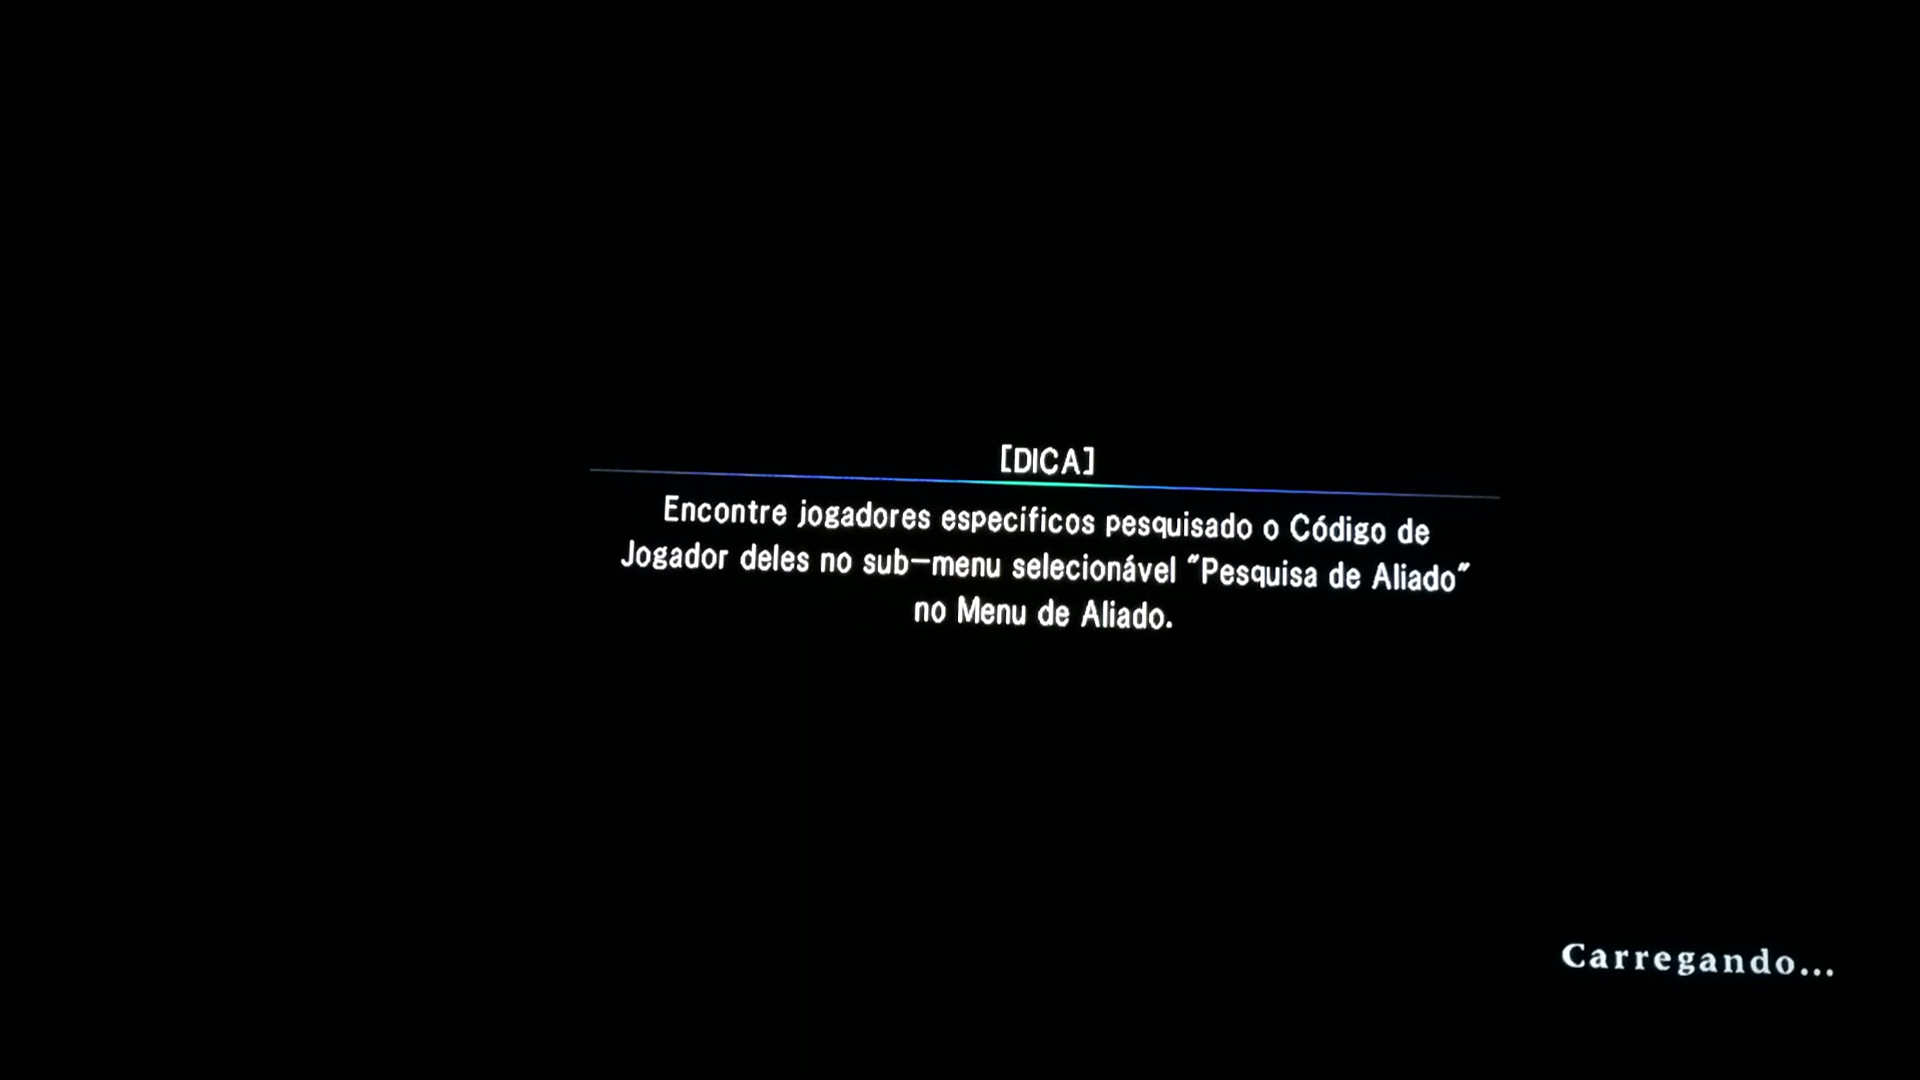 [DICA]
Encontre jogadores específicos pesquisado o Código de
Jogador deles no sub-menu selecionável "Pesquisa de Aliado"
no Menu de Aliado.
Carregando...